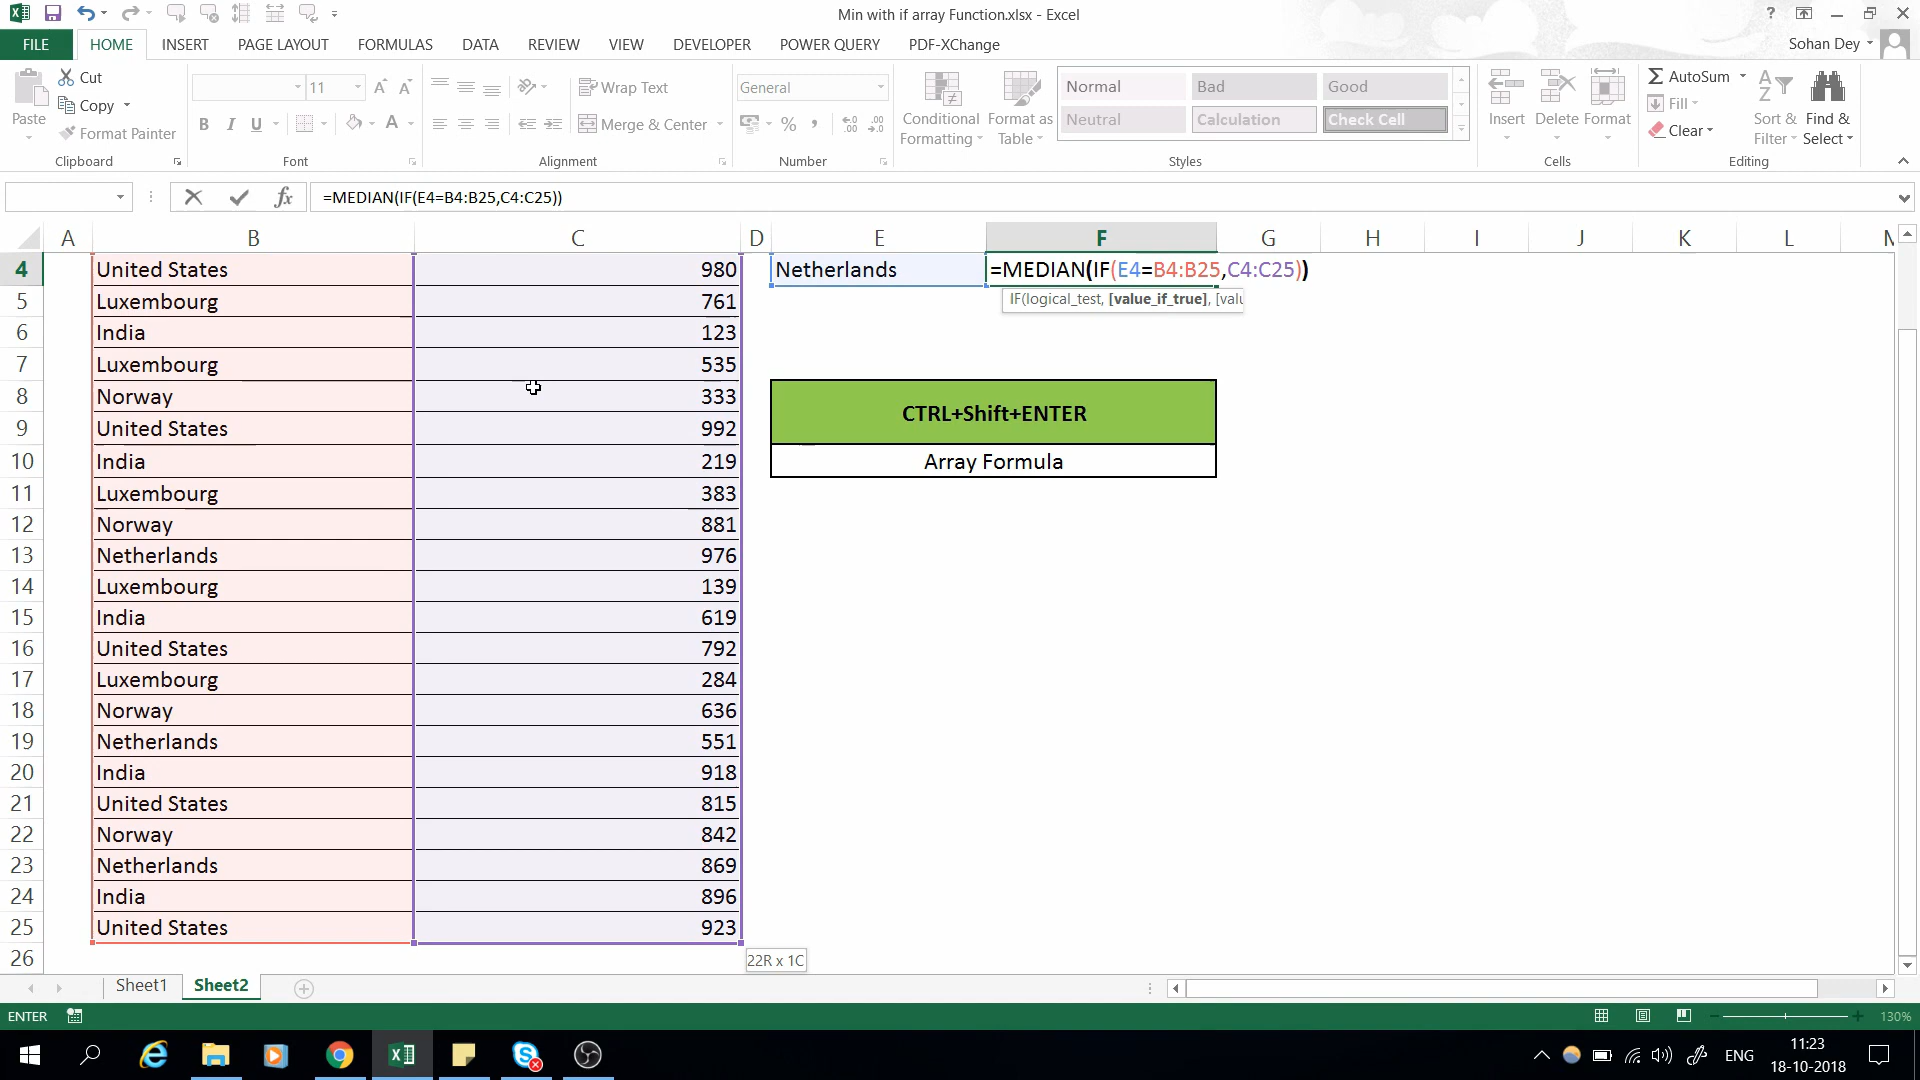 Min with if array Function.xlsx - Excel
?
FILE
HOME
INSERT
PAGE LAYOUT
FORMULAS
DATA
REVIEW
VIEW
DEVELOPER
POWER QUERY
PDF-XChange
Sohan Dey
Paste
Cut
Copy
Format Painter
Clipboard
11
B I U
Font
Wrap Text
Merge & Center
Alignment
General
%
Number
Conditional Formatting
Format as Table
Normal
Bad
Good
Neutral
Calculation
Check Cell
Styles
Insert
Delete
Format
Cells
AutoSum
Fill
Clear
Sort & Filter
Find & Select
Editing
fx
=MEDIAN(IF(E4=B4:B25,C4:C25))
A B C D E F G H I J K L
4 United States 980 Netherlands =MEDIAN(IF(E4=B4:B25,C4:C25))
IF(logical_test, [value_if_true], [valu
5 Luxembourg 761
6 India 123
7 Luxembourg 535
8 Norway 333
CTRL+Shift+ENTER
9 United States 992
10 India 219 Array Formula
11 Luxembourg 383
12 Norway 881
13 Netherlands 976
14 Luxembourg 139
15 India 619
16 United States 792
17 Luxembourg 284
18 Norway 636
19 Netherlands 551
20 India 918
21 United States 815
22 Norway 842
23 Netherlands 869
24 India 896
25 United States 923
26
22R x 1C
Sheet1
Sheet2
ENTER
130%
ENG
11:23
18-10-2018